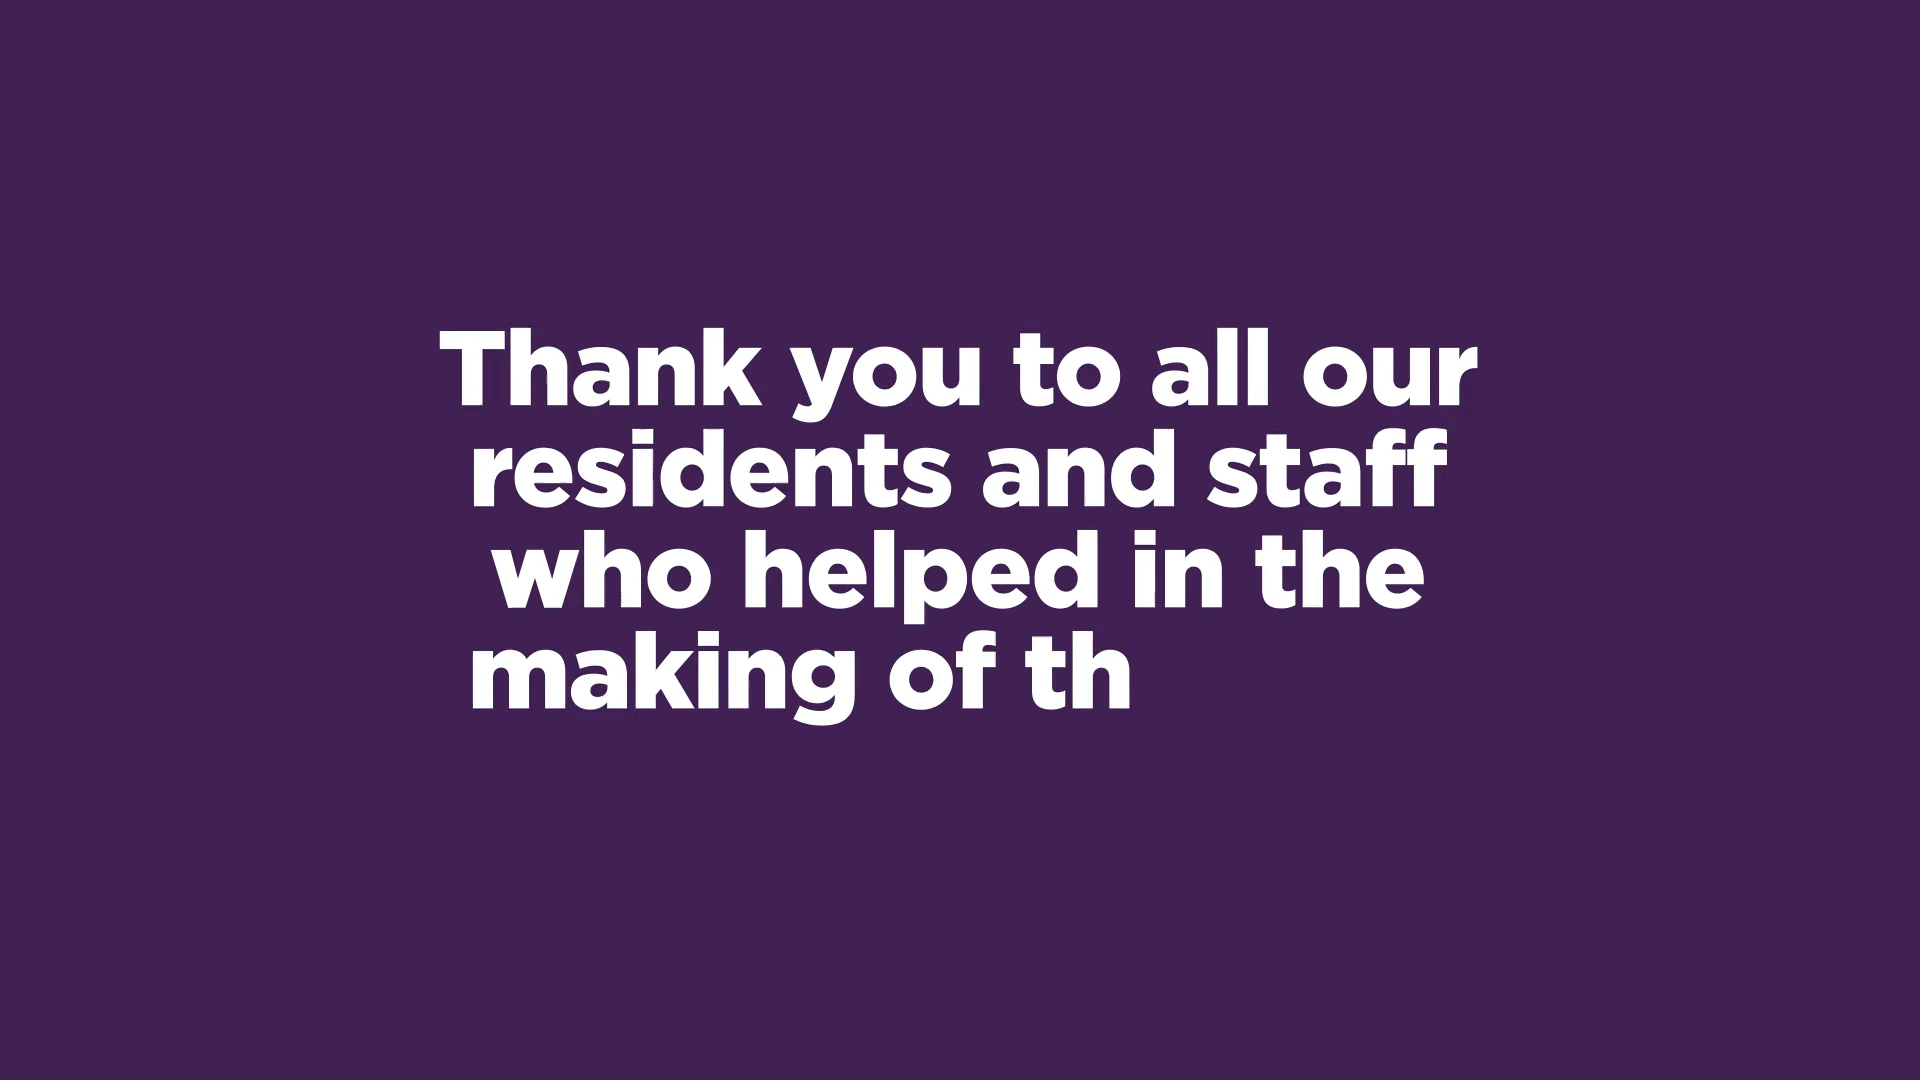 Thank you to all our
residents and staff
who helped in the
making of th